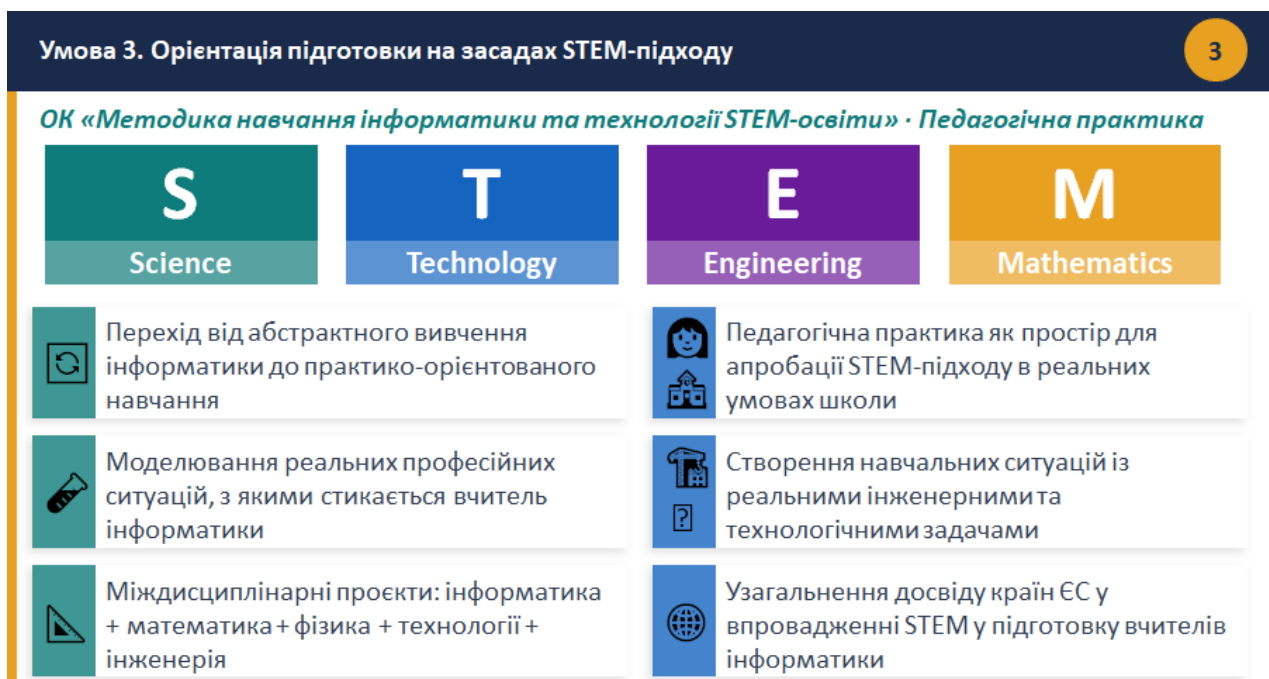 Умова 3. Орієнтація підготовки на засадах STEM-підходу
3
ОК «Методика навчання інформатики та технології STEM-освіти» · Педагогічна практика
S
Science
T
Technology
E
Engineering
M
Mathematics
Перехід від абстрактного вивчення
інформатики до практико-орієнтованого
навчання
Моделювання реальних професійних
ситуацій, з якими стикається вчитель
інформатики
Міждисциплінарні проєкти: інформатика
+ математика + фізика + технології +
інженерія
Педагогічна практика як простір для
апробації STEM-підходу в реальних
умовах школи
Створення навчальних ситуацій із
реальними інженерними та
технологічними задачами
Узагальнення досвіду країн ЄС у
впровадженні STEM у підготовку вчителів
інформатики